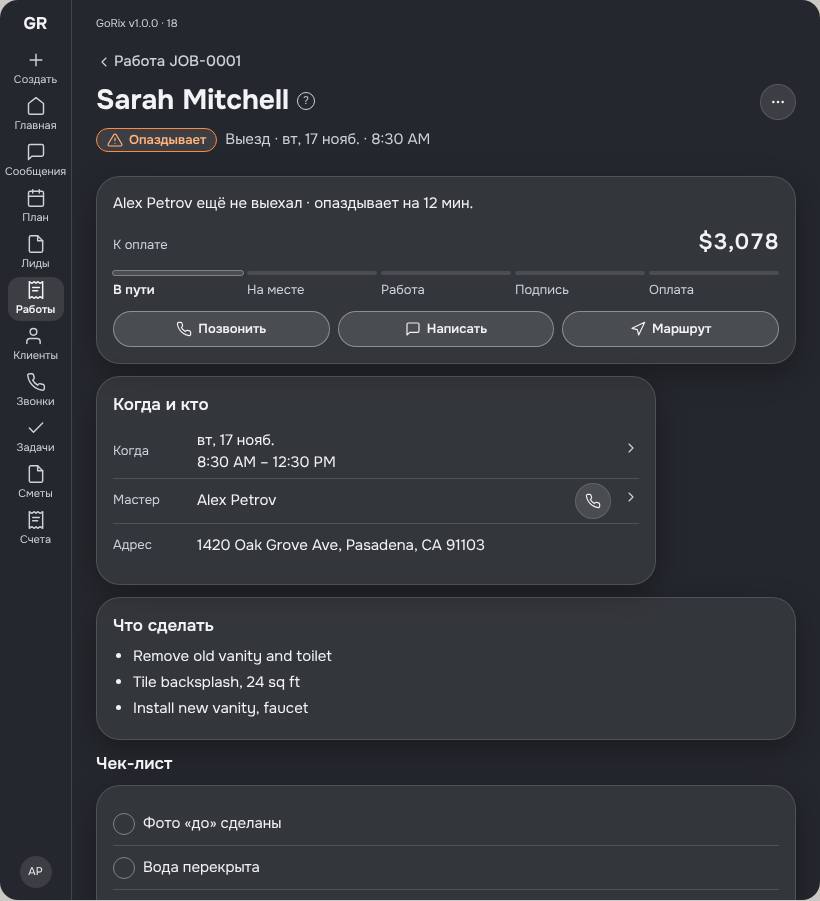 GR
GoRix v1.0.0 · 18
Создать
Главная
Сообщения
План
Лиды
Работы
Клиенты
Звонки
Задачи
Сметы
Счета
AP
Работа JOB-0001
Sarah Mitchell ?
Опаздывает Выезд · вт, 17 нояб. · 8:30 AM
Alex Petrov ещё не выехал · опаздывает на 12 мин.
К оплате $3,078
В пути На месте Работа Подпись Оплата
Позвонить Написать Маршрут
Когда и кто
Когда вт, 17 нояб.
8:30 AM – 12:30 PM
Мастер Alex Petrov
Адрес 1420 Oak Grove Ave, Pasadena, CA 91103
Что сделать
• Remove old vanity and toilet
• Tile backsplash, 24 sq ft
• Install new vanity, faucet
Чек-лист
Фото «до» сделаны
Вода перекрыта